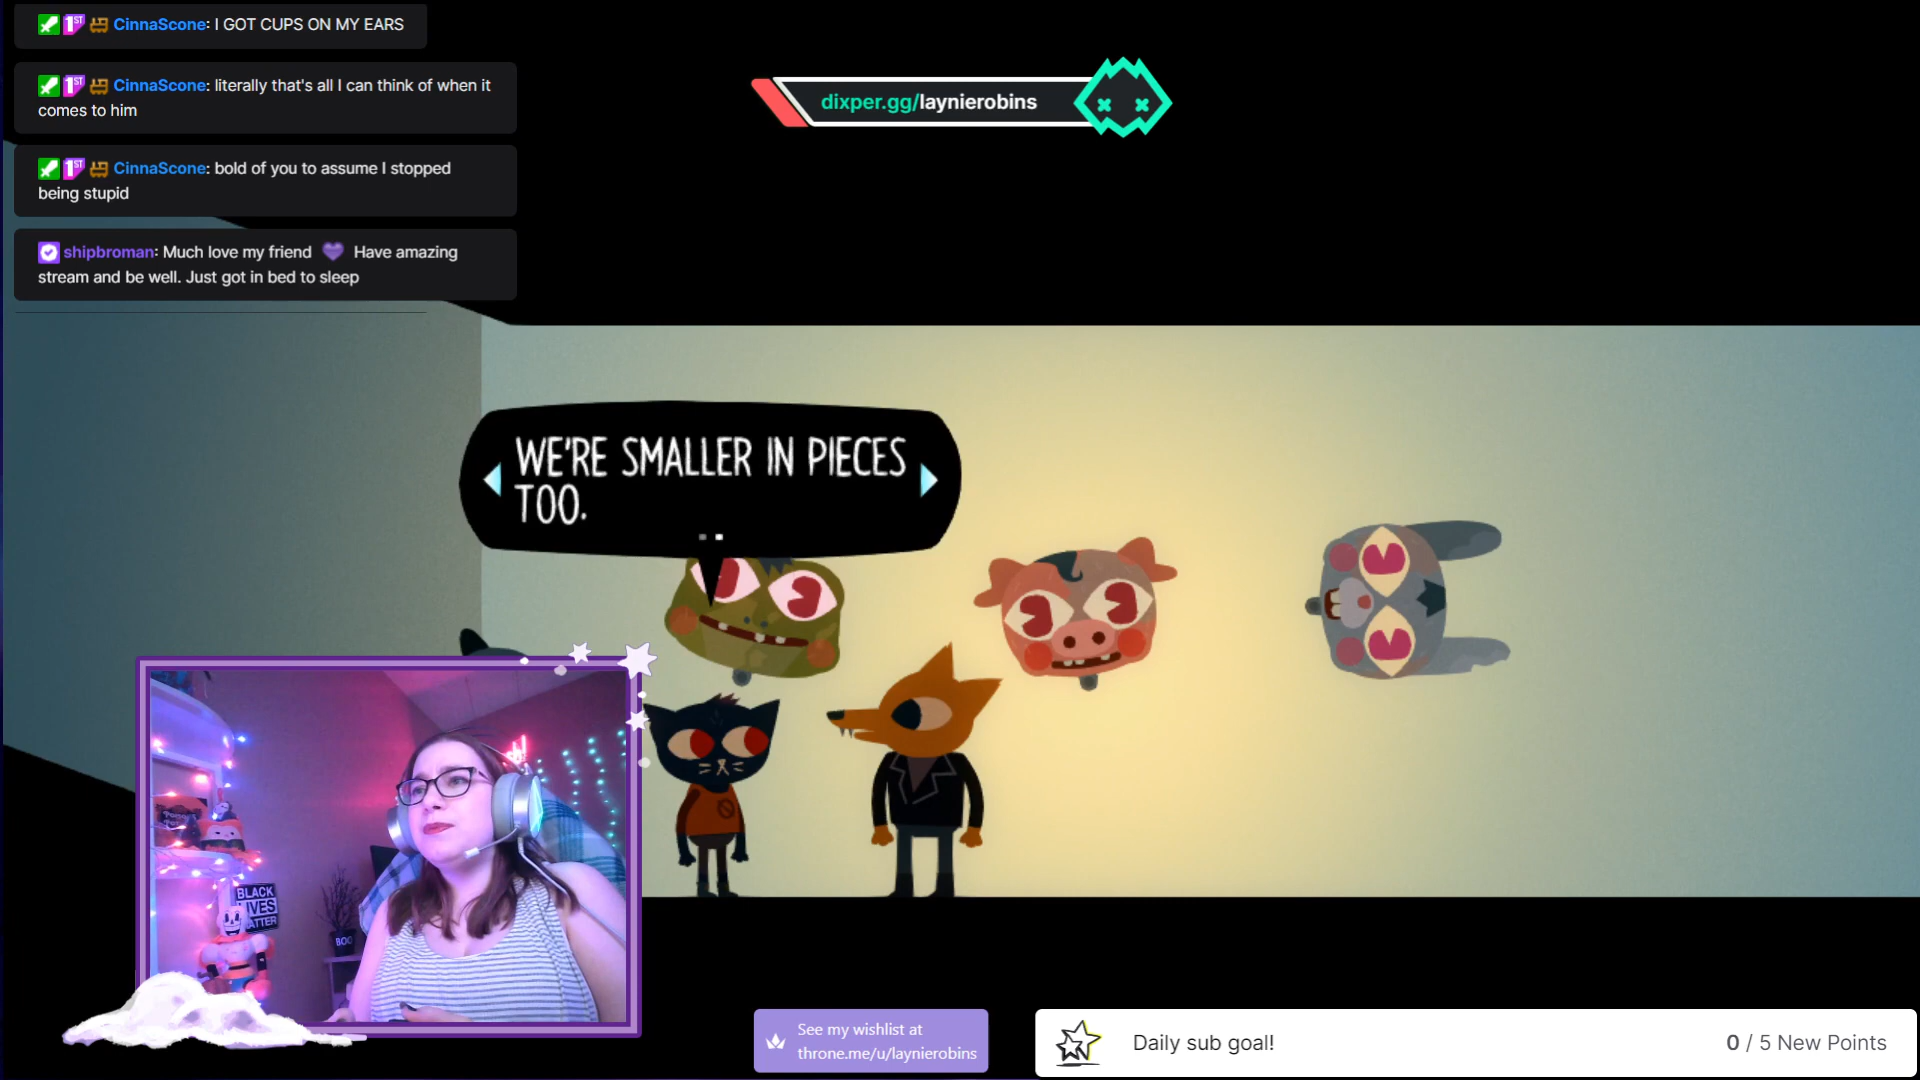 CinnaScone: I GOT CUPS ON MY EARS
CinnaScone: literally that's all I can think of when it
comes to him
CinnaScone: bold of you to assume I stopped
being stupid
shipbroman: Much love my friend 💜 Have amazing
stream and be well. Just got in bed to sleep
dixper.gg/laynierobins
WE'RE SMALLER IN PIECES
TOO.
BLACK
LIVES
MATTER
BOO
See my wishlist at
throne.me/u/laynierobins
Daily sub goal!
0 / 5 New Points